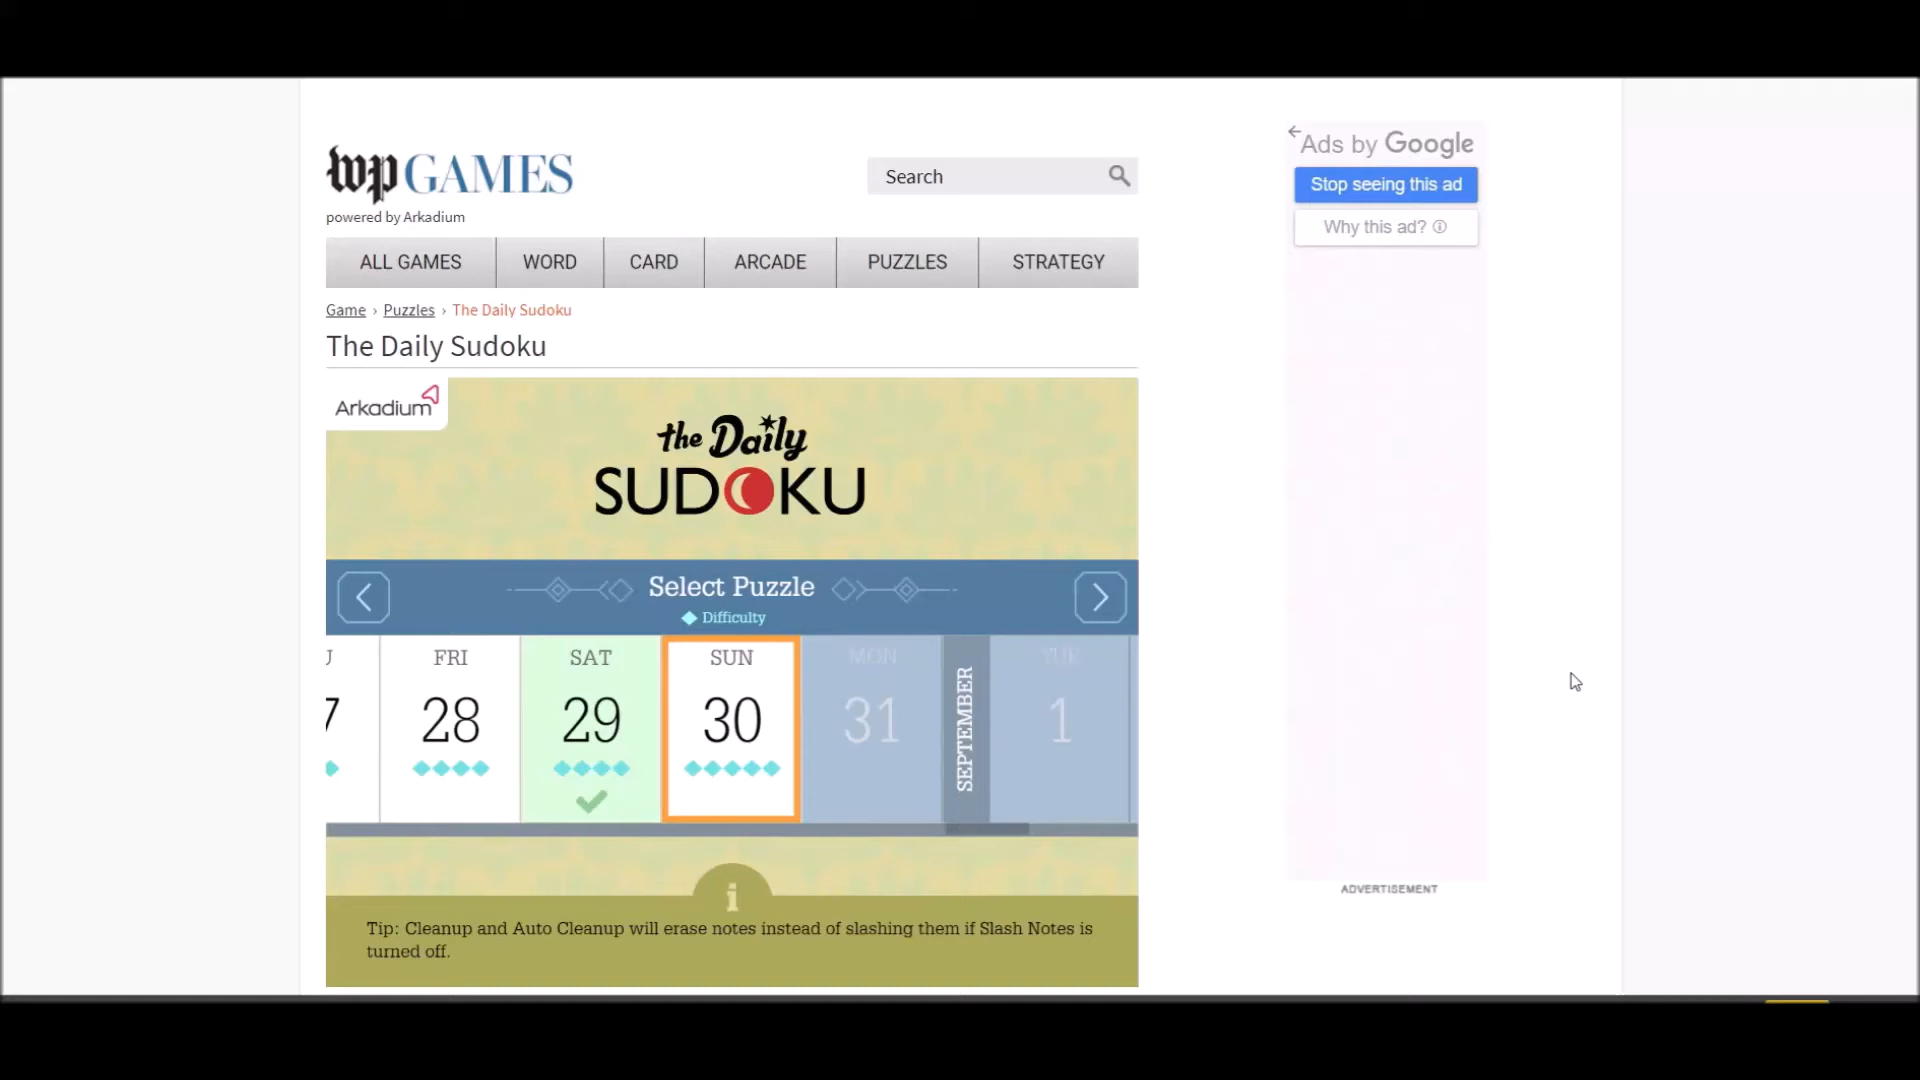 wp GAMES
powered by Arkadium
Search
ALL GAMES WORD CARD ARCADE PUZZLES STRATEGY
Game › Puzzles › The Daily Sudoku
The Daily Sudoku
Arkadium
the Daily
SUDOKU
Select Puzzle
Difficulty
FRI SAT SUN MON TUE
7 28 29 30 31 SEPTEMBER 1
i
Tip: Cleanup and Auto Cleanup will erase notes instead of slashing them if Slash Notes is
turned off.
Ads by Google
Stop seeing this ad
Why this ad?
ADVERTISEMENT